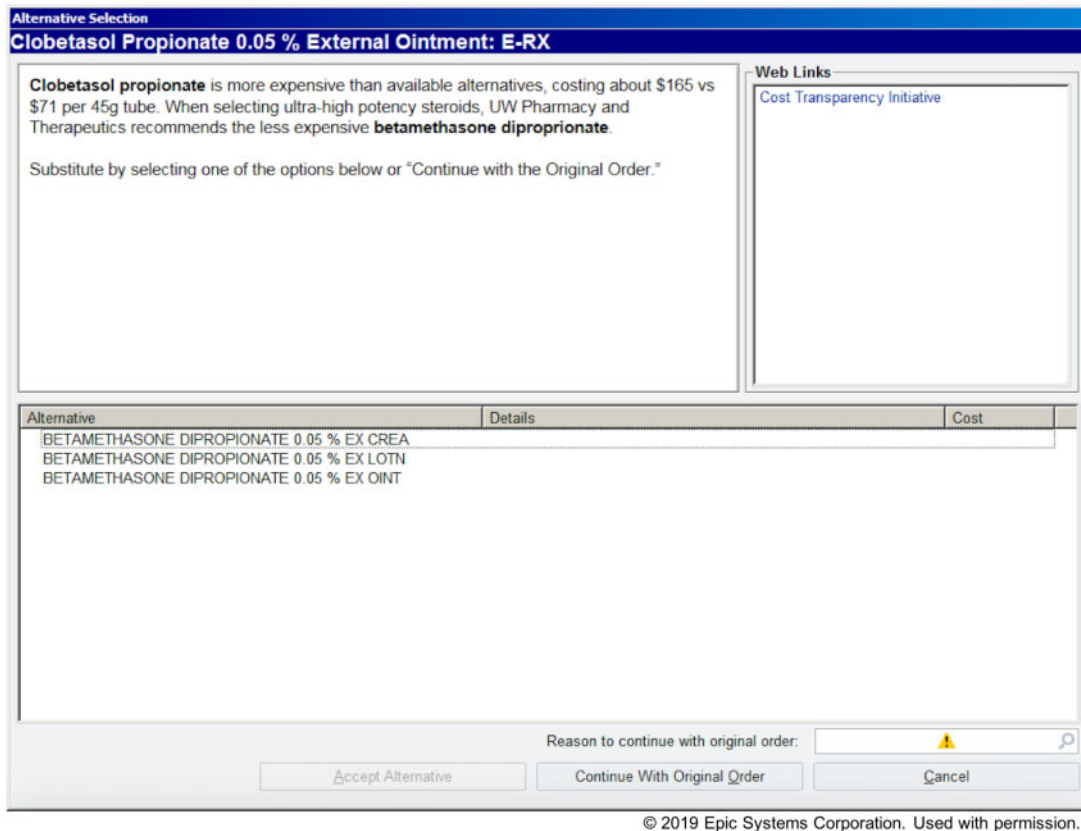 Alternative Selection
Clobetasol Propionate 0.05 % External Ointment: E-RX
Clobetasol propionate is more expensive than available alternatives, costing about $165 vs
$71 per 45g tube. When selecting ultra-high potency steroids, UW Pharmacy and
Therapeutics recommends the less expensive betamethasone diproprionate.
Substitute by selecting one of the options below or "Continue with the Original Order."
Web Links
Cost Transparency Initiative
Alternative Details Cost
BETAMETHASONE DIPROPIONATE 0.05 % EX CREA
BETAMETHASONE DIPROPIONATE 0.05 % EX LOTN
BETAMETHASONE DIPROPIONATE 0.05 % EX OINT
Reason to continue with original order:
Accept Alternative Continue With Original Order Cancel
© 2019 Epic Systems Corporation. Used with permission.